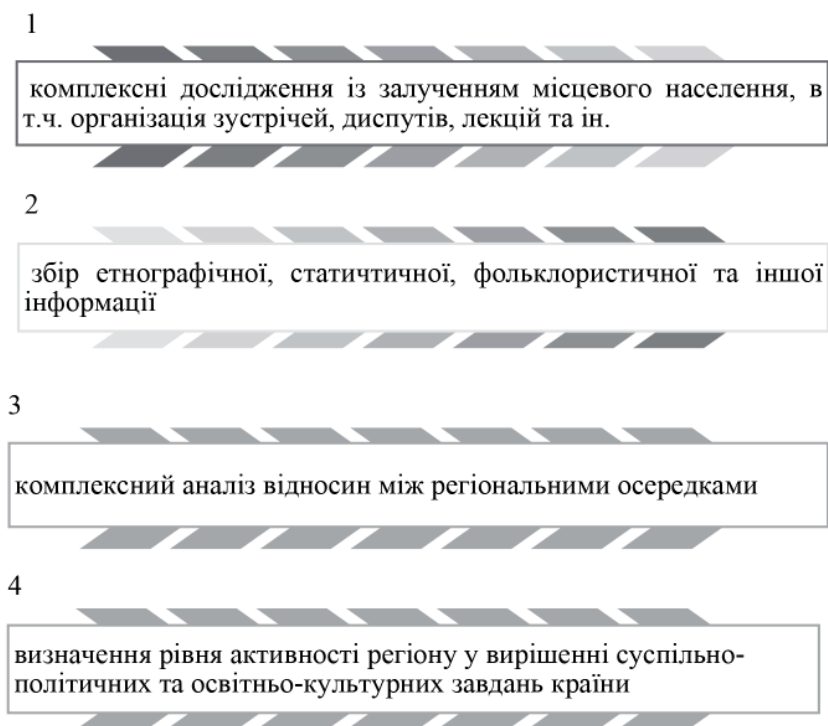 1
комплексні дослідження із залученням місцевого населення, в
т.ч. організація зустрічей, диспутів, лекцій та ін.
2
збір етнографічної, статичтичної, фольклористичної та іншої
інформації
3
комплексний аналіз відносин між регіональними осередками
4
визначення рівня активності регіону у вирішенні суспільно-
політичних та освітньо-культурних завдань країни